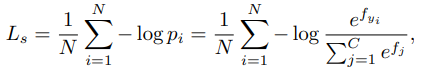 $L_s = \frac{1}{N} \sum_{i=1}^{N} -\log p_i = \frac{1}{N} \sum_{i=1}^{N} -\log \frac{e^{f_{y_i}}}{\sum_{j=1}^{C} e^{f_j}},$